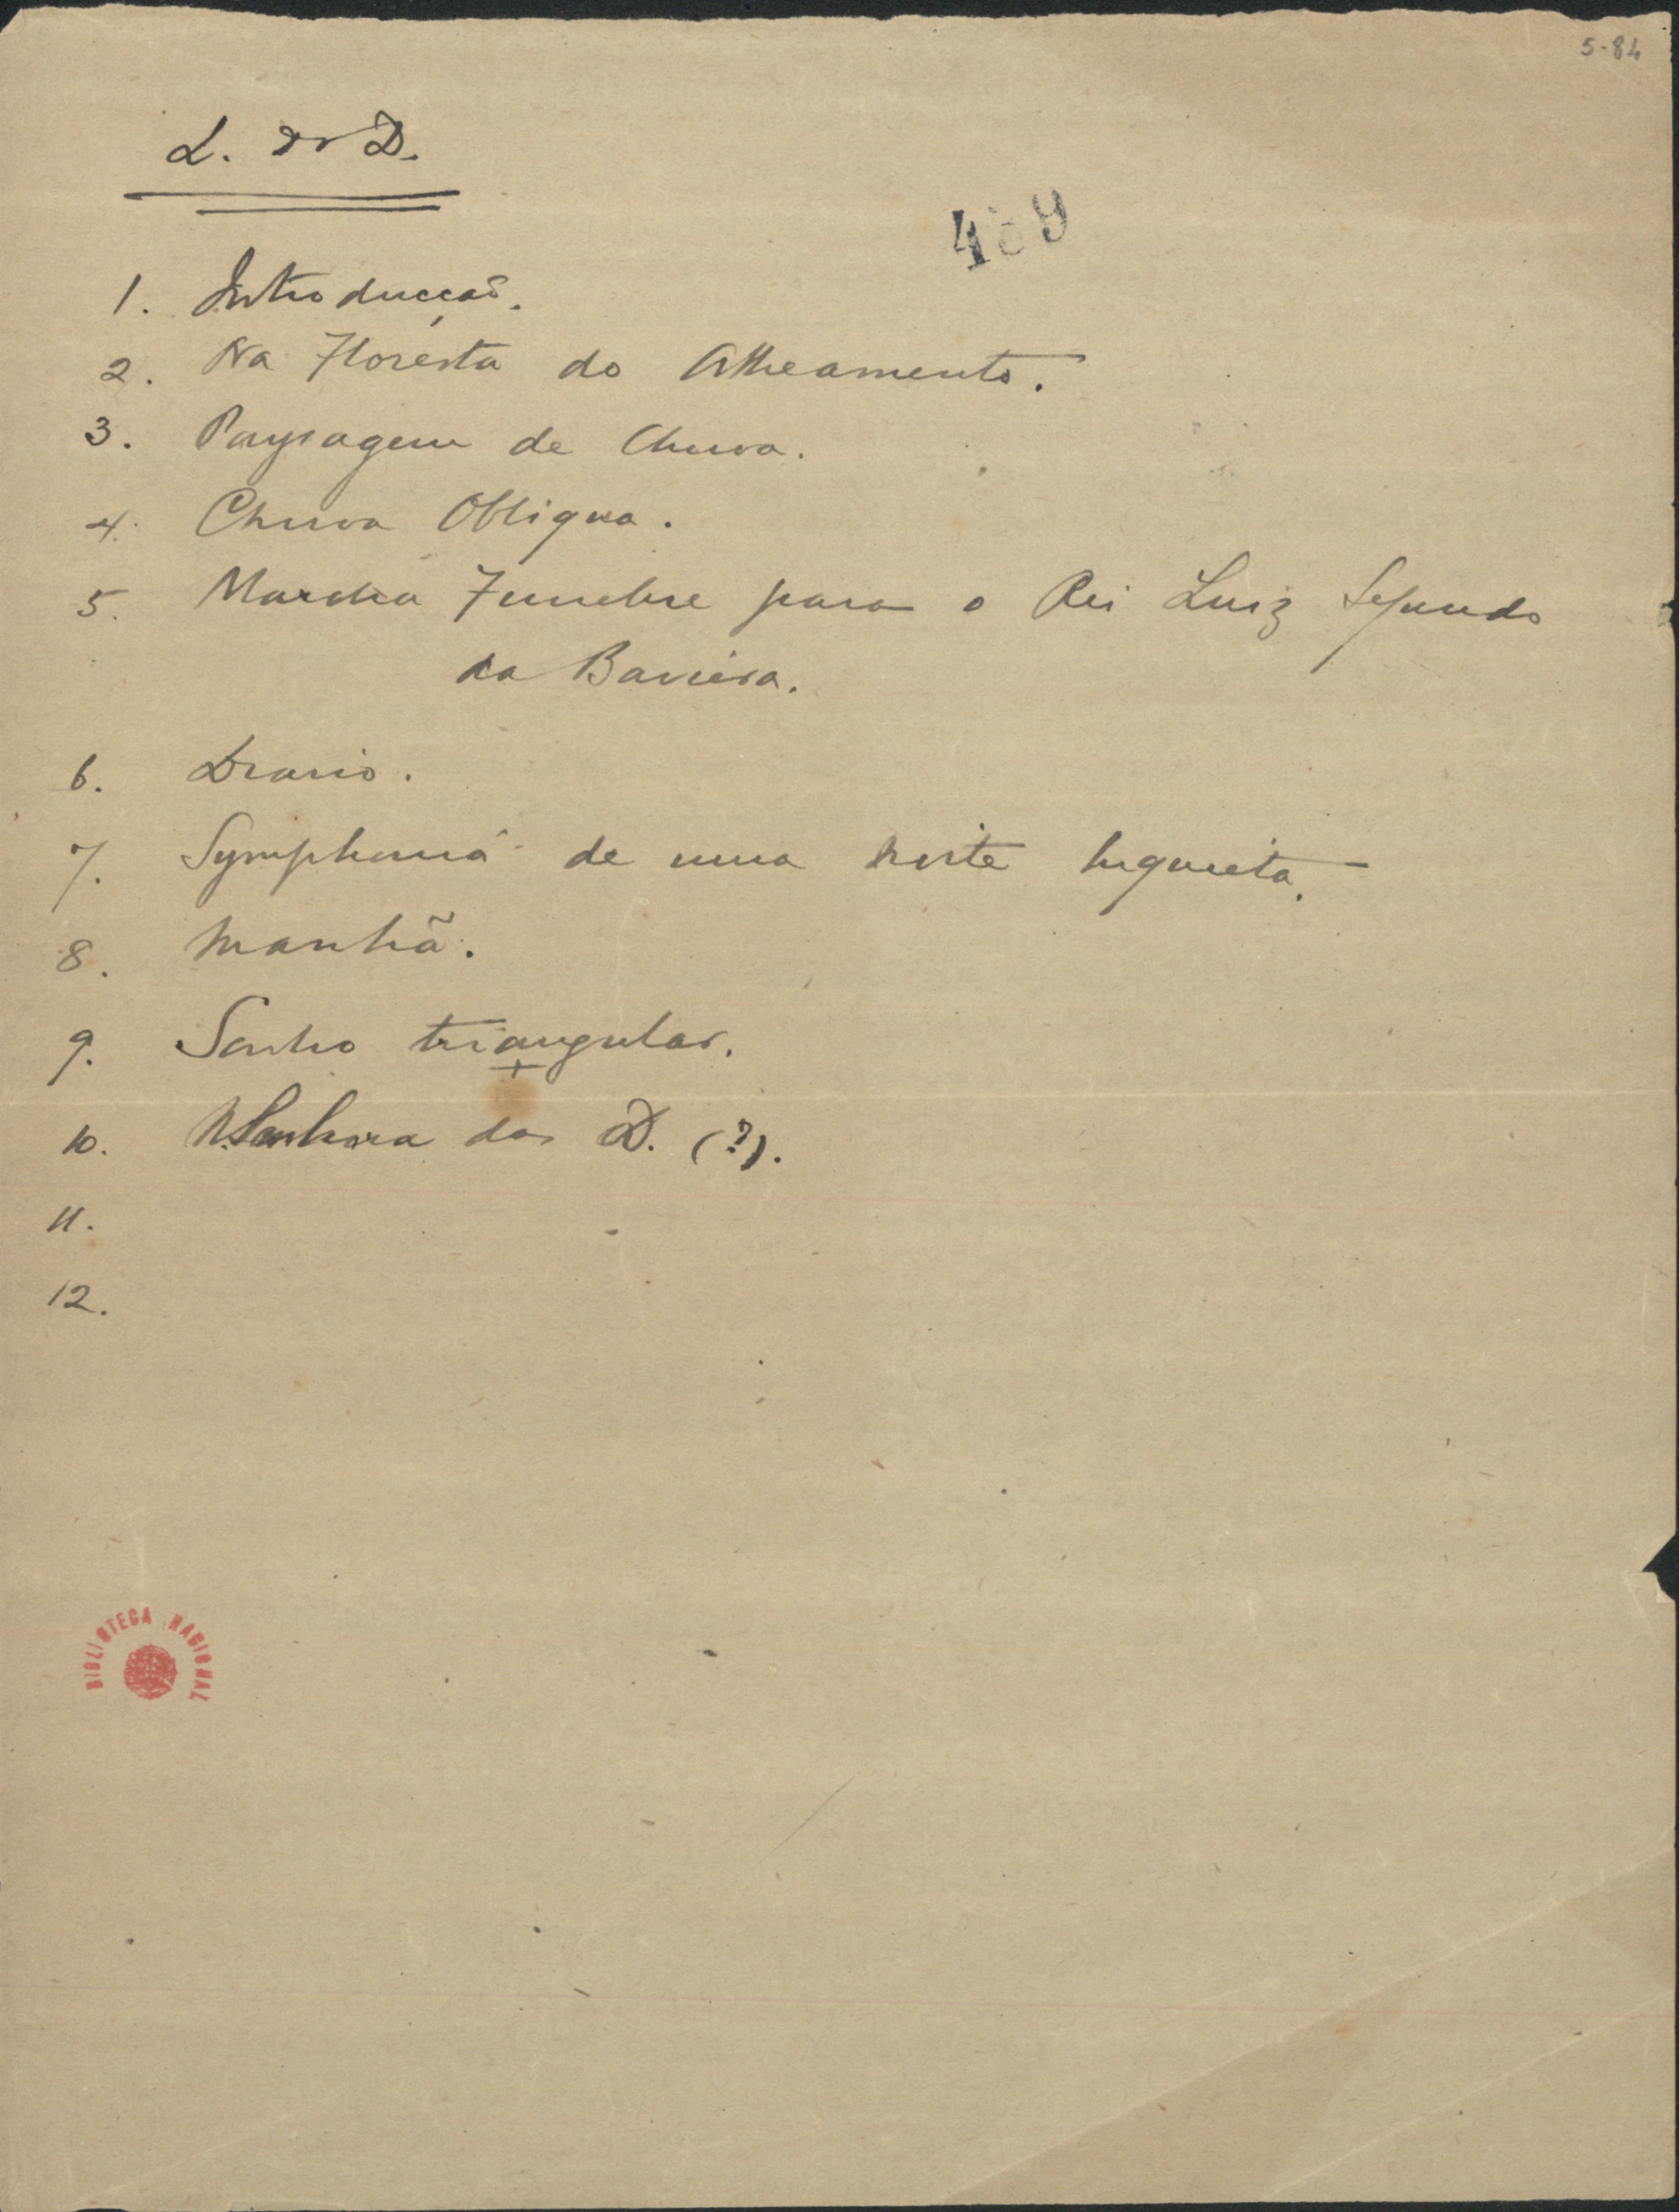 5-84
L. do D.
489
1. Introducção.
2. Na Floresta do Alheamento.
3. Paysagem de Chuva.
4. Chuva Obliqua.
5. Marcha Funebre para o Rei Luiz Segundo
da Baviera.
6. Diario.
7. Symphonia de uma noite inquieta.
8. Manhã.
9. Sonho triangular.
10. N. Senhora do D. (?).
11.
12.
BIBLIOTECA NACIONAL